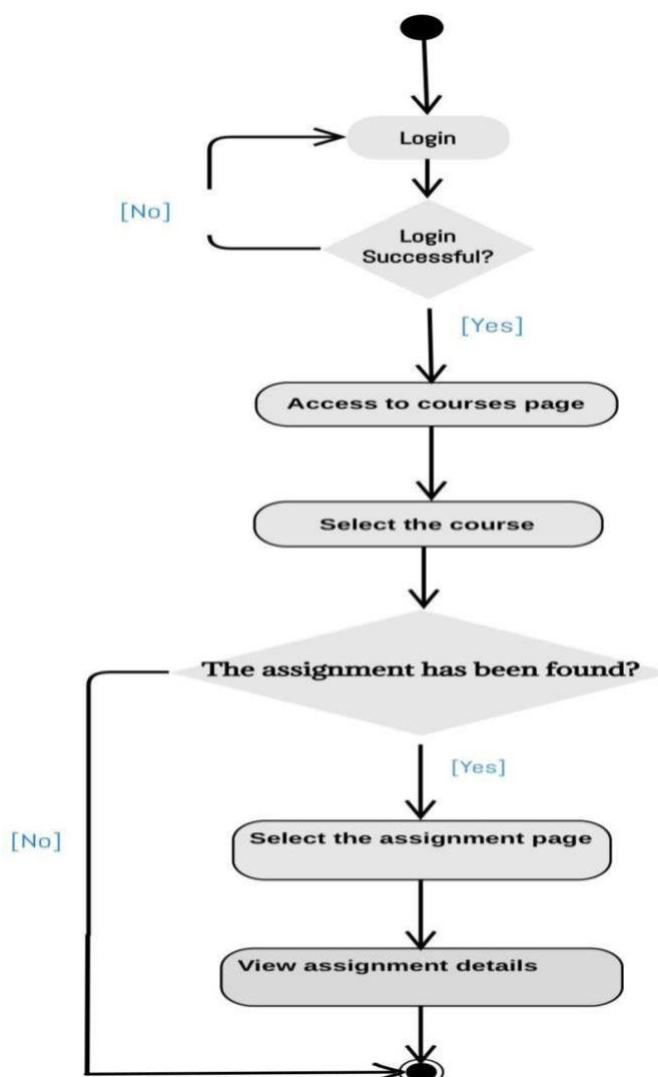 Login
[No]
Login
Successful?
[Yes]
Access to courses page
Select the course
The assignment has been found?
[Yes]
[No]
Select the assignment page
View assignment details